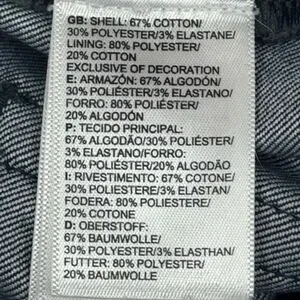 GB: SHELL: 67% COTTON/
30% POLYESTER/3% ELASTANE/
LINING: 80% POLYESTER/
20% COTTON
EXCLUSIVE OF DECORATION
E: ARMAZÓN: 67% ALGODÓN/
30% POLIÉSTER/3% ELASTANO/
FORRO: 80% POLIÉSTER/
20% ALGODÓN
P: TECIDO PRINCIPAL:
67% ALGODÃO/30% POLIÉSTER/
3% ELASTANO/FORRO:
80% POLIÉSTER/20% ALGODÃO
I: RIVESTIMENTO: 67% COTONE/
30% POLIESTERE/3% ELASTAN/
FODERA: 80% POLIESTERE/
20% COTONE
D: OBERSTOFF:
67% BAUMWOLLE/
30% POLYESTER/3% ELASTHAN/
FUTTER: 80% POLYESTER/
20% BAUMWOLLE